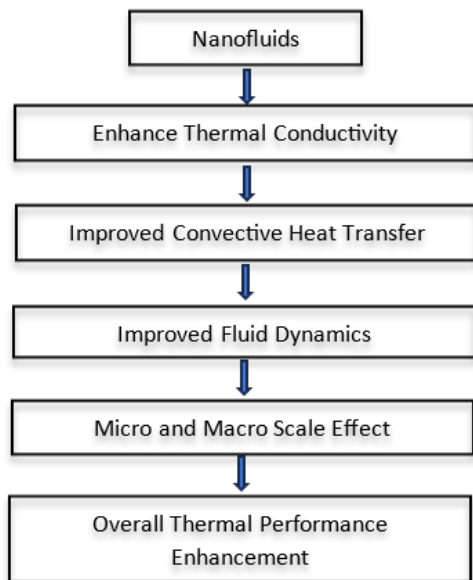 Nanofluids
Enhance Thermal Conductivity
Improved Convective Heat Transfer
Improved Fluid Dynamics
Micro and Macro Scale Effect
Overall Thermal Performance
Enhancement